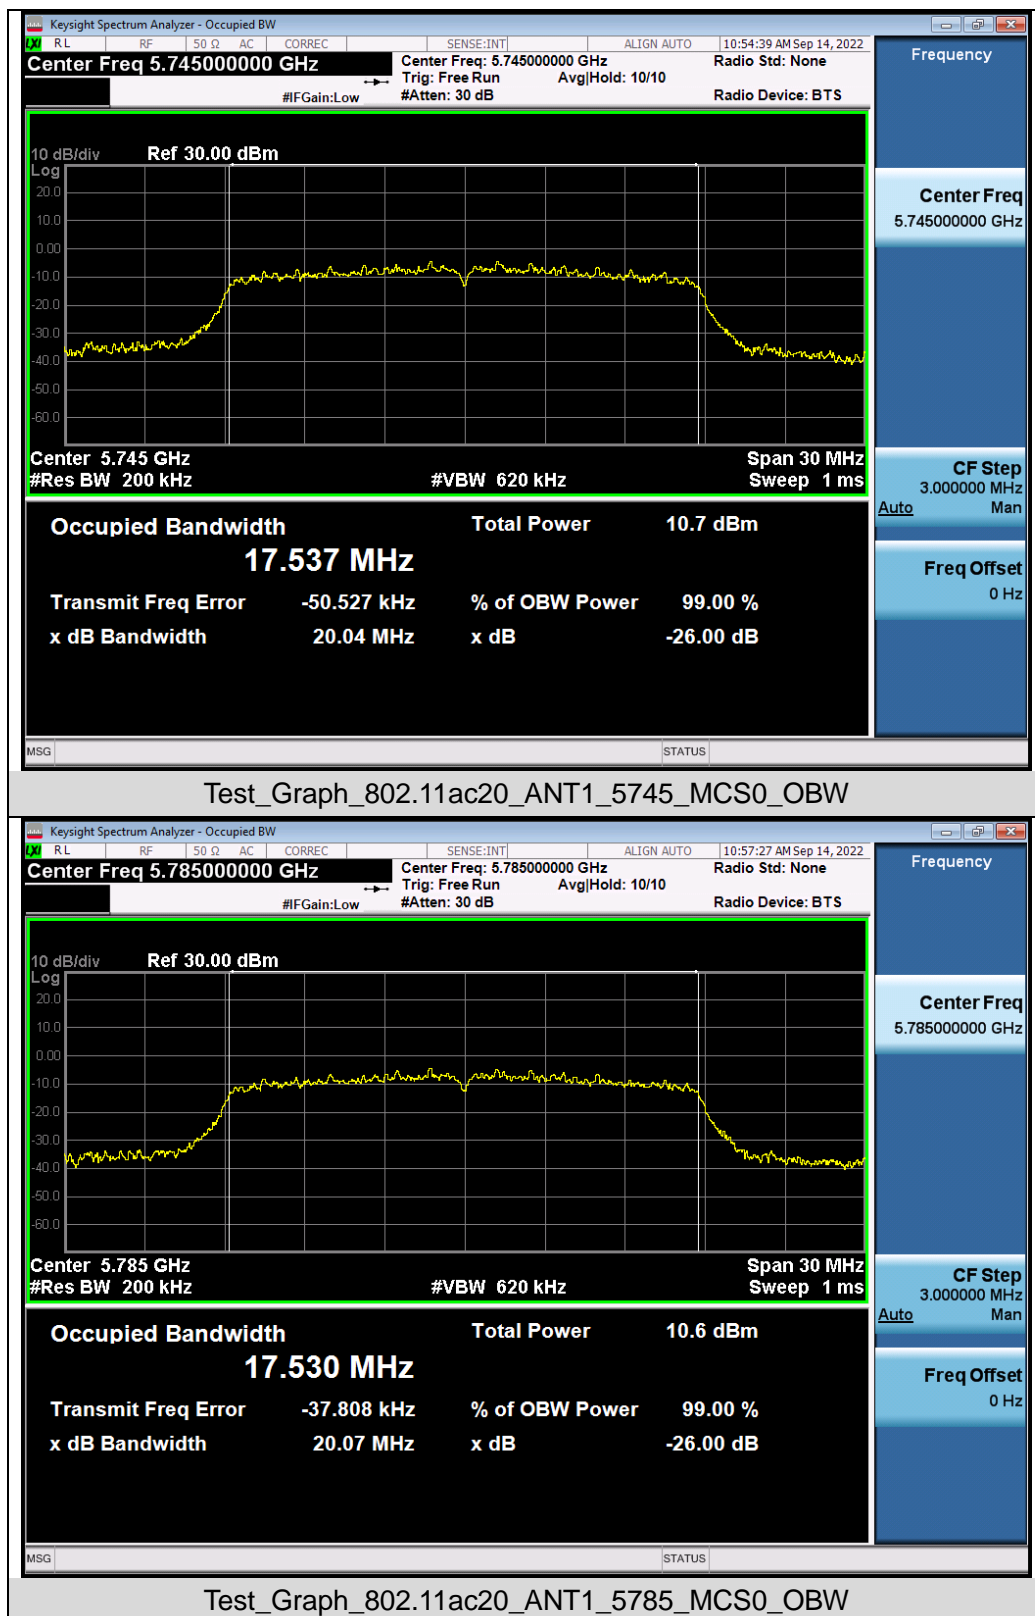 Keysight Spectrum Analyzer - Occupied BW
LXI RL RF 50 Ω AC CORREC SENSE:INT ALIGN AUTO 10:54:39 AM Sep 14, 2022
Center Freq 5.745000000 GHz
Center Freq: 5.745000000 GHz
Radio Std: None
Trig: Free Run Avg|Hold: 10/10
#IFGain:Low
#Atten: 30 dB
Radio Device: BTS
Frequency
10 dB/div Ref 30.00 dBm
Log
20.0
10.0
0.00
-10.0
-20.0
-30.0
-40.0
-50.0
-60.0
Center Freq
5.745000000 GHz
Center 5.745 GHz
Span 30 MHz
#Res BW 200 kHz
#VBW 620 kHz
Sweep 1 ms
CF Step
3.000000 MHz
Auto Man
Occupied Bandwidth
Total Power 10.7 dBm
17.537 MHz
Freq Offset
0 Hz
Transmit Freq Error -50.527 kHz % of OBW Power 99.00 %
x dB Bandwidth 20.04 MHz x dB -26.00 dB
MSG STATUS
Test_Graph_802.11ac20_ANT1_5745_MCS0_OBW
Keysight Spectrum Analyzer - Occupied BW
LXI RL RF 50 Ω AC CORREC SENSE:INT ALIGN AUTO 10:57:27 AM Sep 14, 2022
Center Freq 5.785000000 GHz
Center Freq: 5.785000000 GHz
Radio Std: None
Trig: Free Run Avg|Hold: 10/10
#IFGain:Low
#Atten: 30 dB
Radio Device: BTS
Frequency
10 dB/div Ref 30.00 dBm
Log
20.0
10.0
0.00
-10.0
-20.0
-30.0
-40.0
-50.0
-60.0
Center Freq
5.785000000 GHz
Center 5.785 GHz
Span 30 MHz
#Res BW 200 kHz
#VBW 620 kHz
Sweep 1 ms
CF Step
3.000000 MHz
Auto Man
Occupied Bandwidth
Total Power 10.6 dBm
17.530 MHz
Freq Offset
0 Hz
Transmit Freq Error -37.808 kHz % of OBW Power 99.00 %
x dB Bandwidth 20.07 MHz x dB -26.00 dB
MSG STATUS
Test_Graph_802.11ac20_ANT1_5785_MCS0_OBW